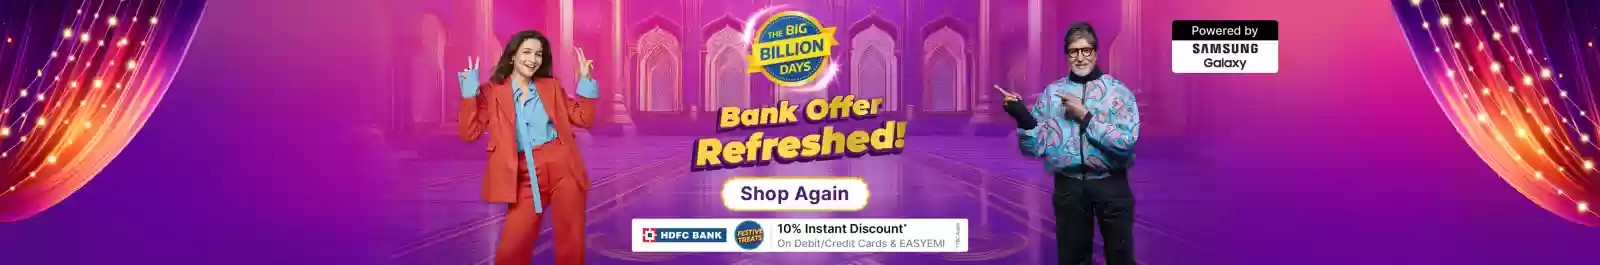 THE BIG
BILLION
DAYS
Bank Offer
Refreshed!
Shop Again
HDFC BANK
FESTIVE
TREATS
10% Instant Discount*
On Debit/Credit Cards & EASYEMI
Powered by
SAMSUNG
Galaxy